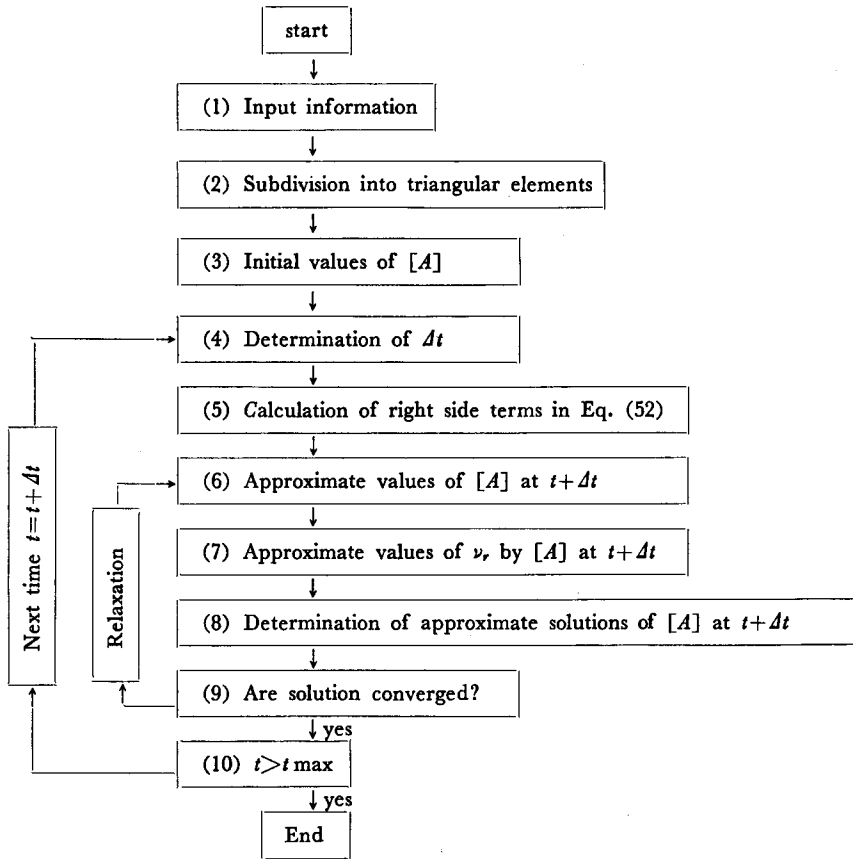 start
(1) Input information
(2) Subdivision into triangular elements
(3) Initial values of [A]
(4) Determination of Δt
(5) Calculation of right side terms in Eq. (52)
(6) Approximate values of [A] at t+Δt
(7) Approximate values of νr by [A] at t+Δt
(8) Determination of approximate solutions of [A] at t+Δt
(9) Are solution converged?
yes
(10) t>t max
yes
End
Relaxation
Next time t=t+Δt